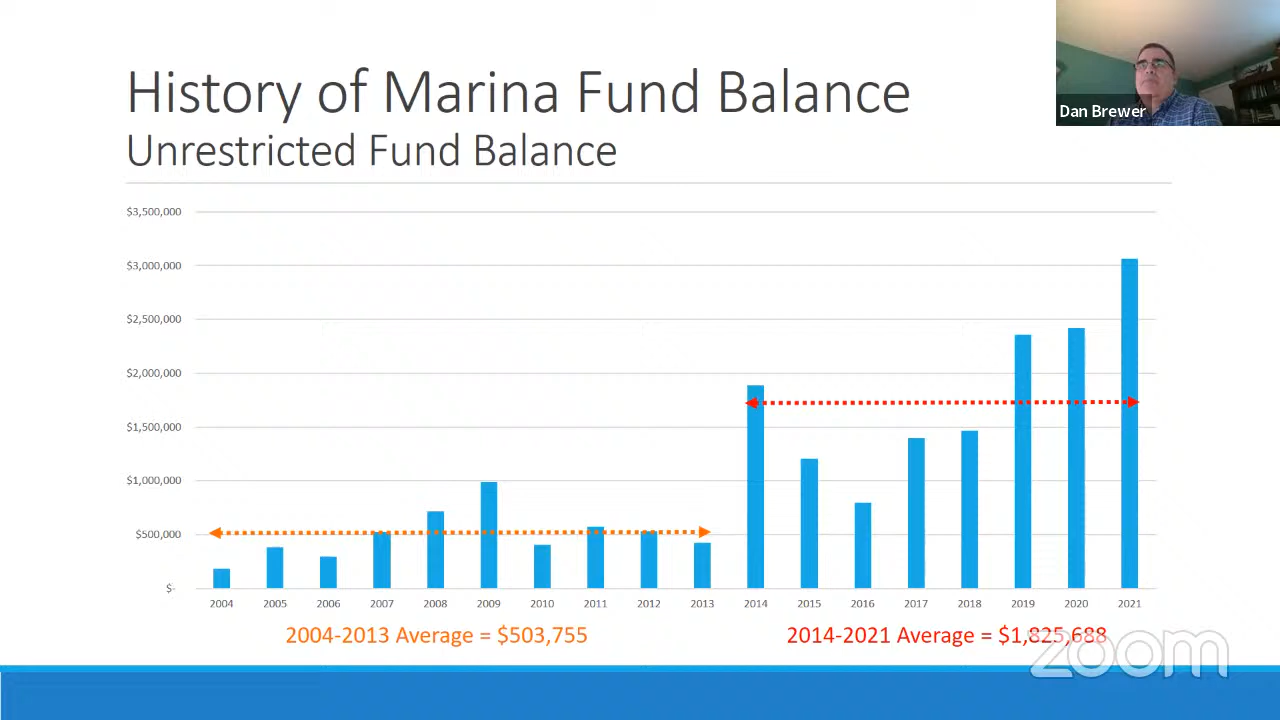 History of Marina Fund Balance
Unrestricted Fund Balance
Dan Brewer
$3,500,000
$3,000,000
$2,500,000
$2,000,000
$1,500,000
$1,000,000
$500,000
$-
2004 2005 2006 2007 2008 2009 2010 2011 2012 2013 2014 2015 2016 2017 2018 2019 2020 2021
2004-2013 Average = $503,755
2014-2021 Average = $1,825,688
zoom